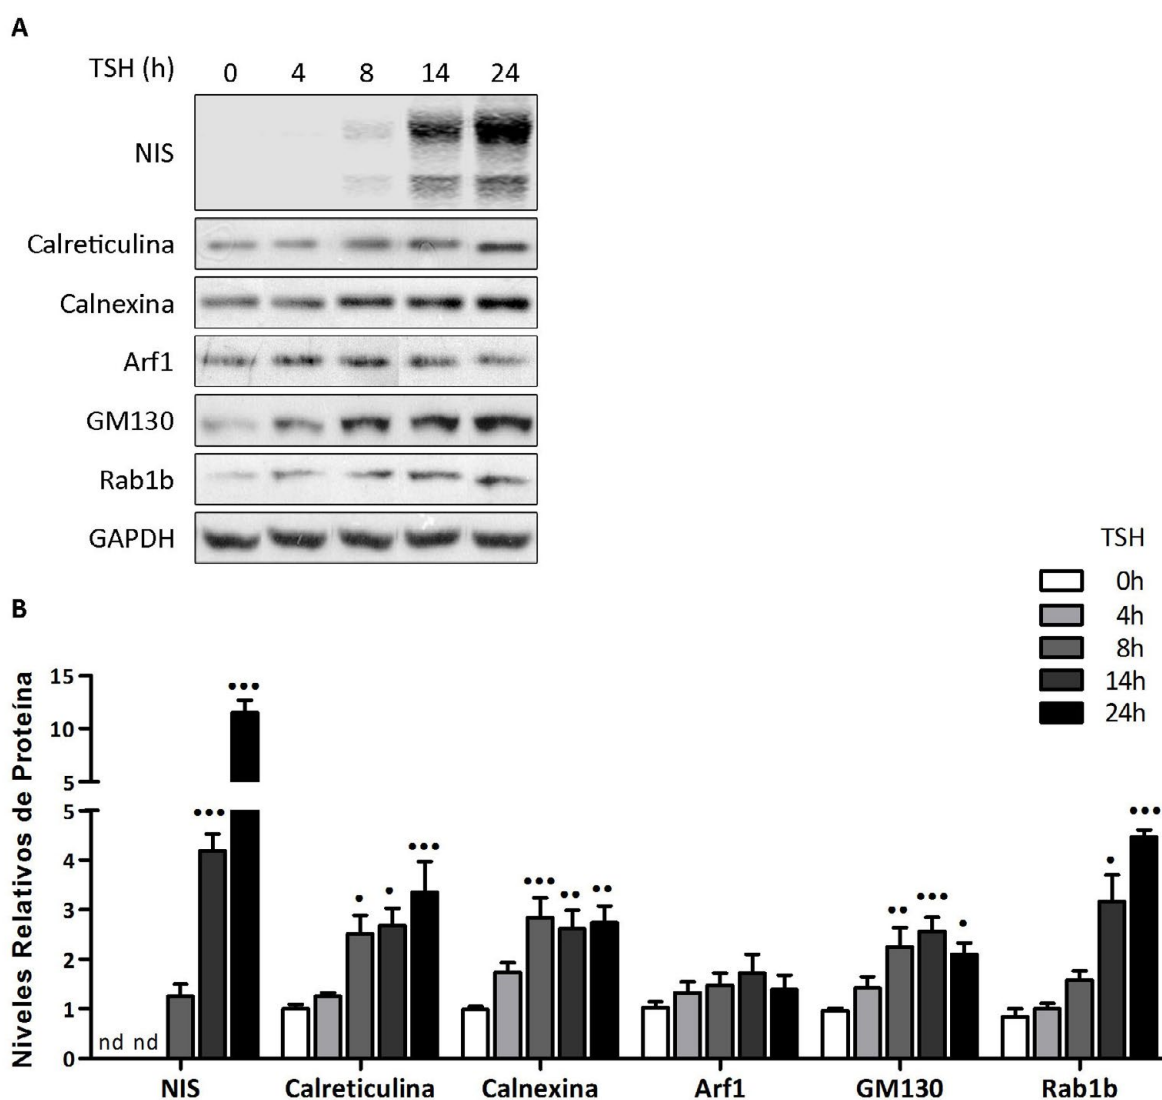 A
TSH (h) 0 4 8 14 24
NIS
Calreticulina
Calnexina
Arf1
GM130
Rab1b
GAPDH
TSH
0h
4h
8h
14h
24h
B
Niveles Relativos de Proteína
15
10
5
5
4
3
2
1
0
•••
•••
nd nd
•
•
•••
•••
••
••
••
•••
•
•
•••
NIS Calreticulina Calnexina Arf1 GM130 Rab1b